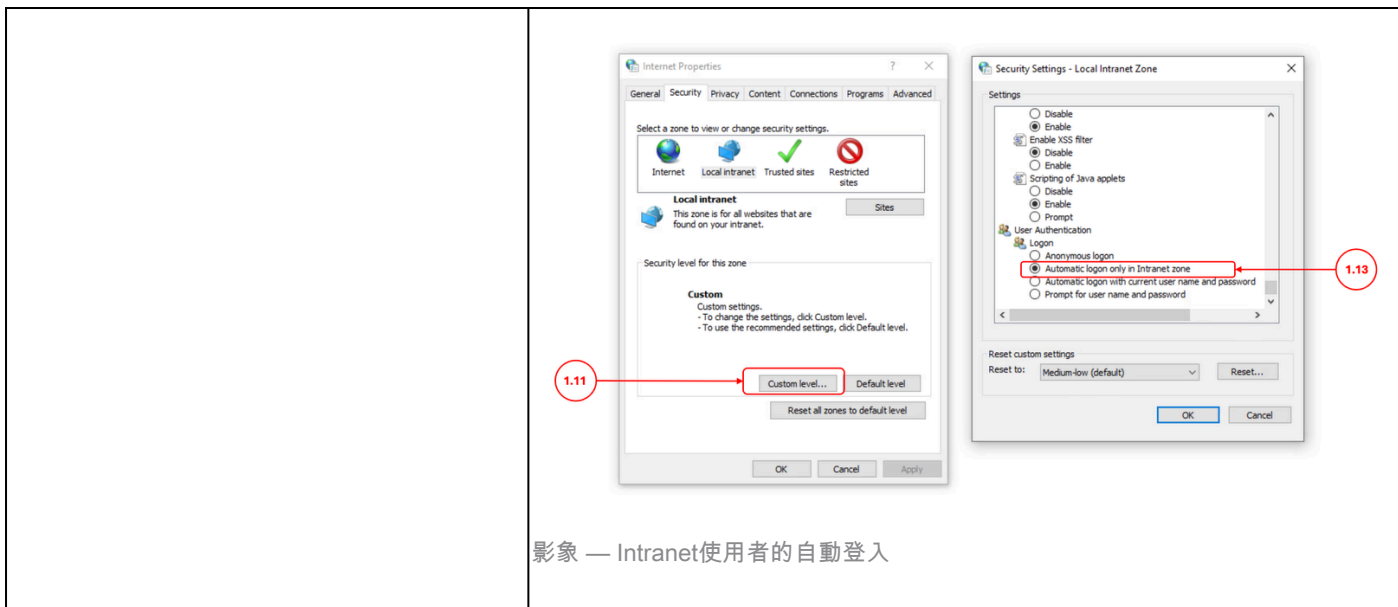 Internet Properties
?
General Security Privacy Content Connections Programs Advanced
Select a zone to view or change security settings.
Internet
Local intranet
Trusted sites
Restricted
sites
Local intranet
This zone is for all websites that are
found on your intranet.
Sites
Security level for this zone
Custom
Custom settings.
- To change the settings, click Custom level.
- To use the recommended settings, click Default level.
1.11
Custom level...
Default level
Reset all zones to default level
OK
Cancel
Apply
Security Settings - Local Intranet Zone
Settings
Disable
Enable
Enable XSS filter
Disable
Enable
Scripting of Java applets
Disable
Enable
Prompt
User Authentication
Logon
Anonymous logon
Automatic logon only in Intranet zone
1.13
Automatic logon with current user name and password
Prompt for user name and password
Reset custom settings
Reset to:
Medium-low (default)
Reset...
OK
Cancel
影象 — Intranet使用者的自動登入